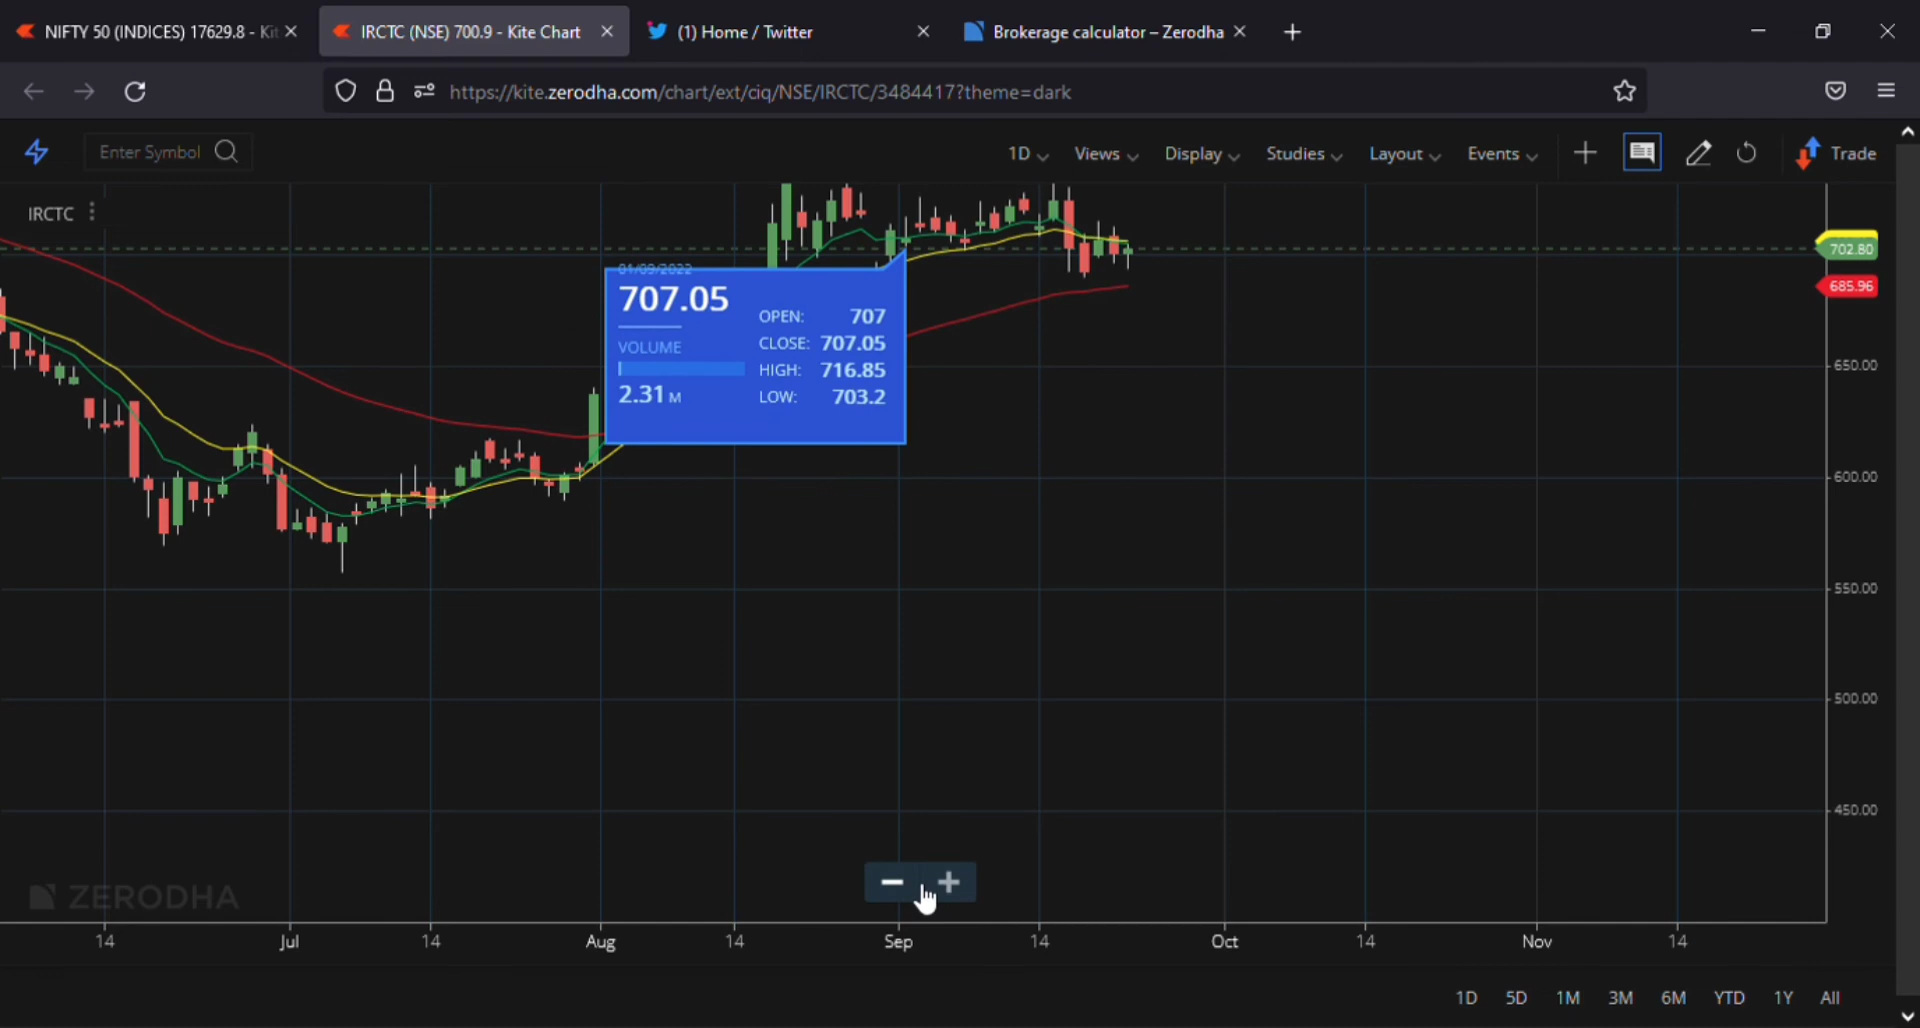 NIFTY 50 (INDICES) 17629.8 - Kit
IRCTC (NSE) 700.9 - Kite Chart
(1) Home / Twitter
Brokerage calculator – Zerodha
https://kite.zerodha.com/chart/ext/ciq/NSE/IRCTC/3484417?theme=dark
Enter Symbol
1D
Views
Display
Studies
Layout
Events
Trade
IRCTC
702.80
685.96
01/09/2022
707.05
VOLUME
2.31 M
OPEN: 707
CLOSE: 707.05
HIGH: 716.85
LOW: 703.2
650.00
600.00
550.00
500.00
450.00
ZERODHA
14 Jul 14 Aug 14 Sep 14 Oct 14 Nov 14
1D 5D 1M 3M 6M YTD 1Y All